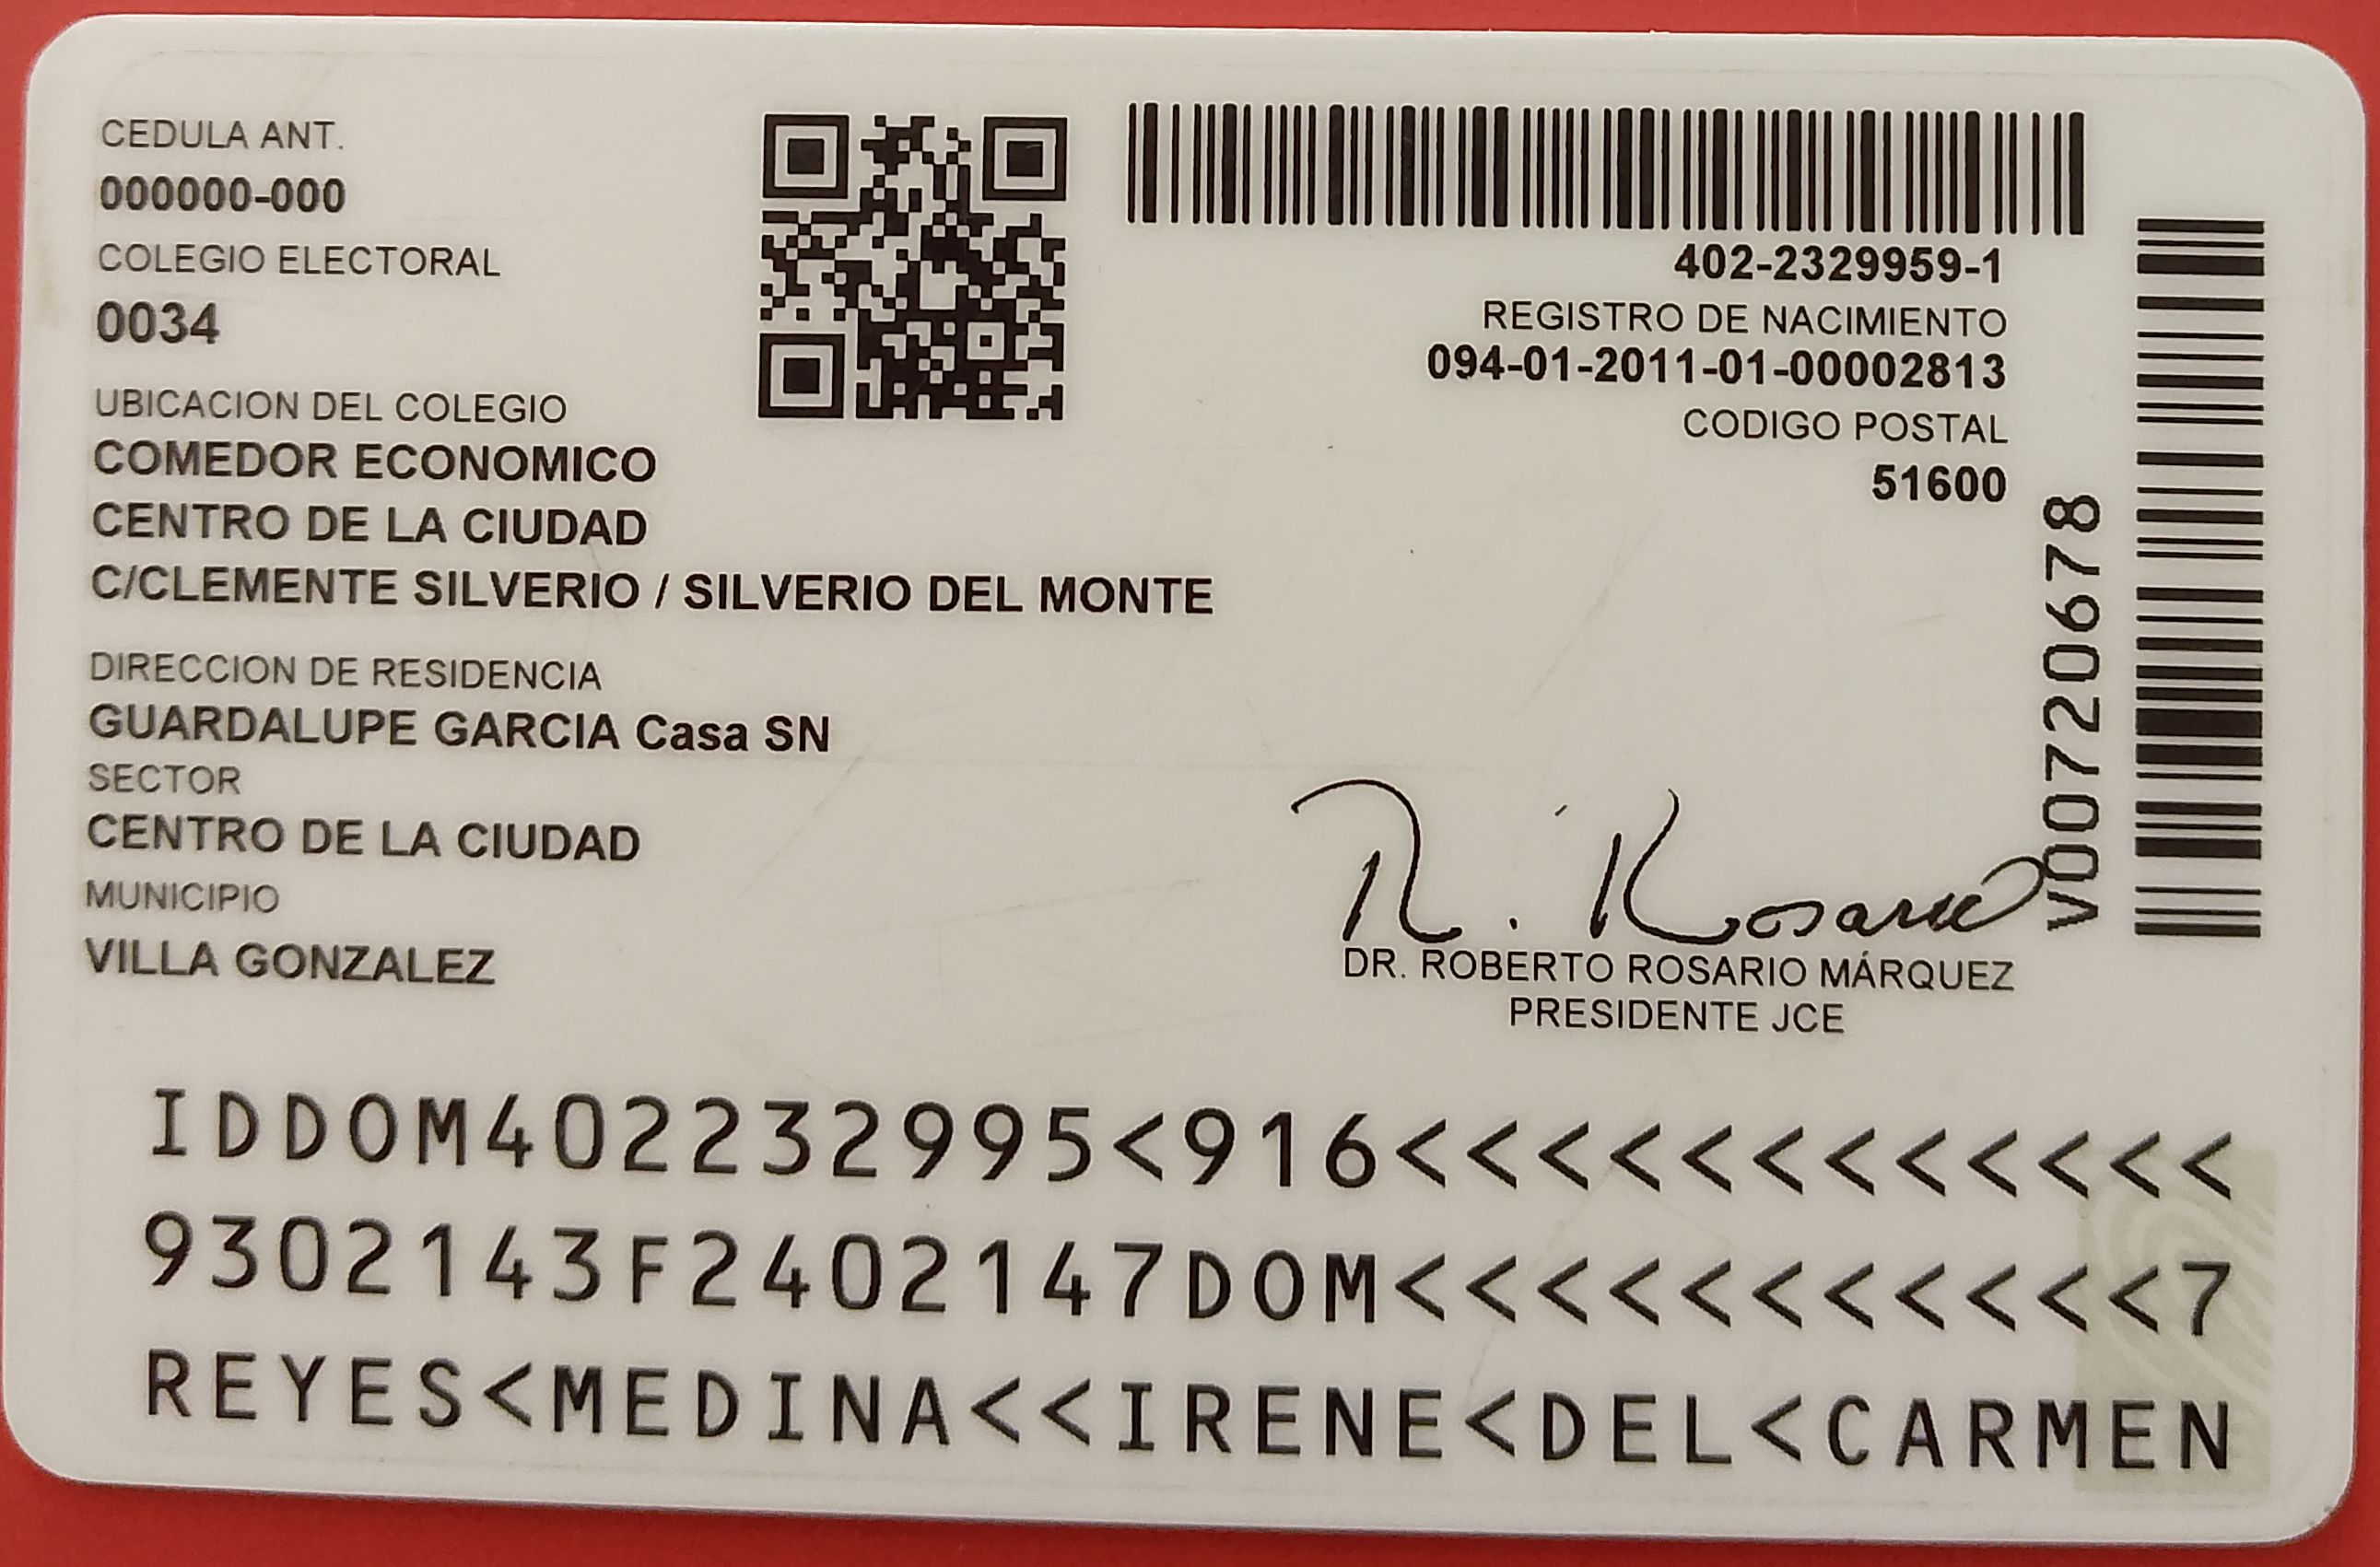 CEDULA ANT.
000000-000
COLEGIO ELECTORAL
0034
UBICACION DEL COLEGIO
COMEDOR ECONOMICO
CENTRO DE LA CIUDAD
C/CLEMENTE SILVERIO / SILVERIO DEL MONTE
DIRECCION DE RESIDENCIA
GUARDALUPE GARCIA Casa SN
SECTOR
CENTRO DE LA CIUDAD
MUNICIPIO
VILLA GONZALEZ
402-2329959-1
REGISTRO DE NACIMIENTO
094-01-2011-01-00002813
CODIGO POSTAL
51600
V00720678
R. Rosario
DR. ROBERTO ROSARIO MÁRQUEZ
PRESIDENTE JCE
IDDOM402232995<916<<<<<<<<<<<<
9302143F2402147DOM<<<<<<<<<<<7
REYES<MEDINA<<IRENE<DEL<CARMEN